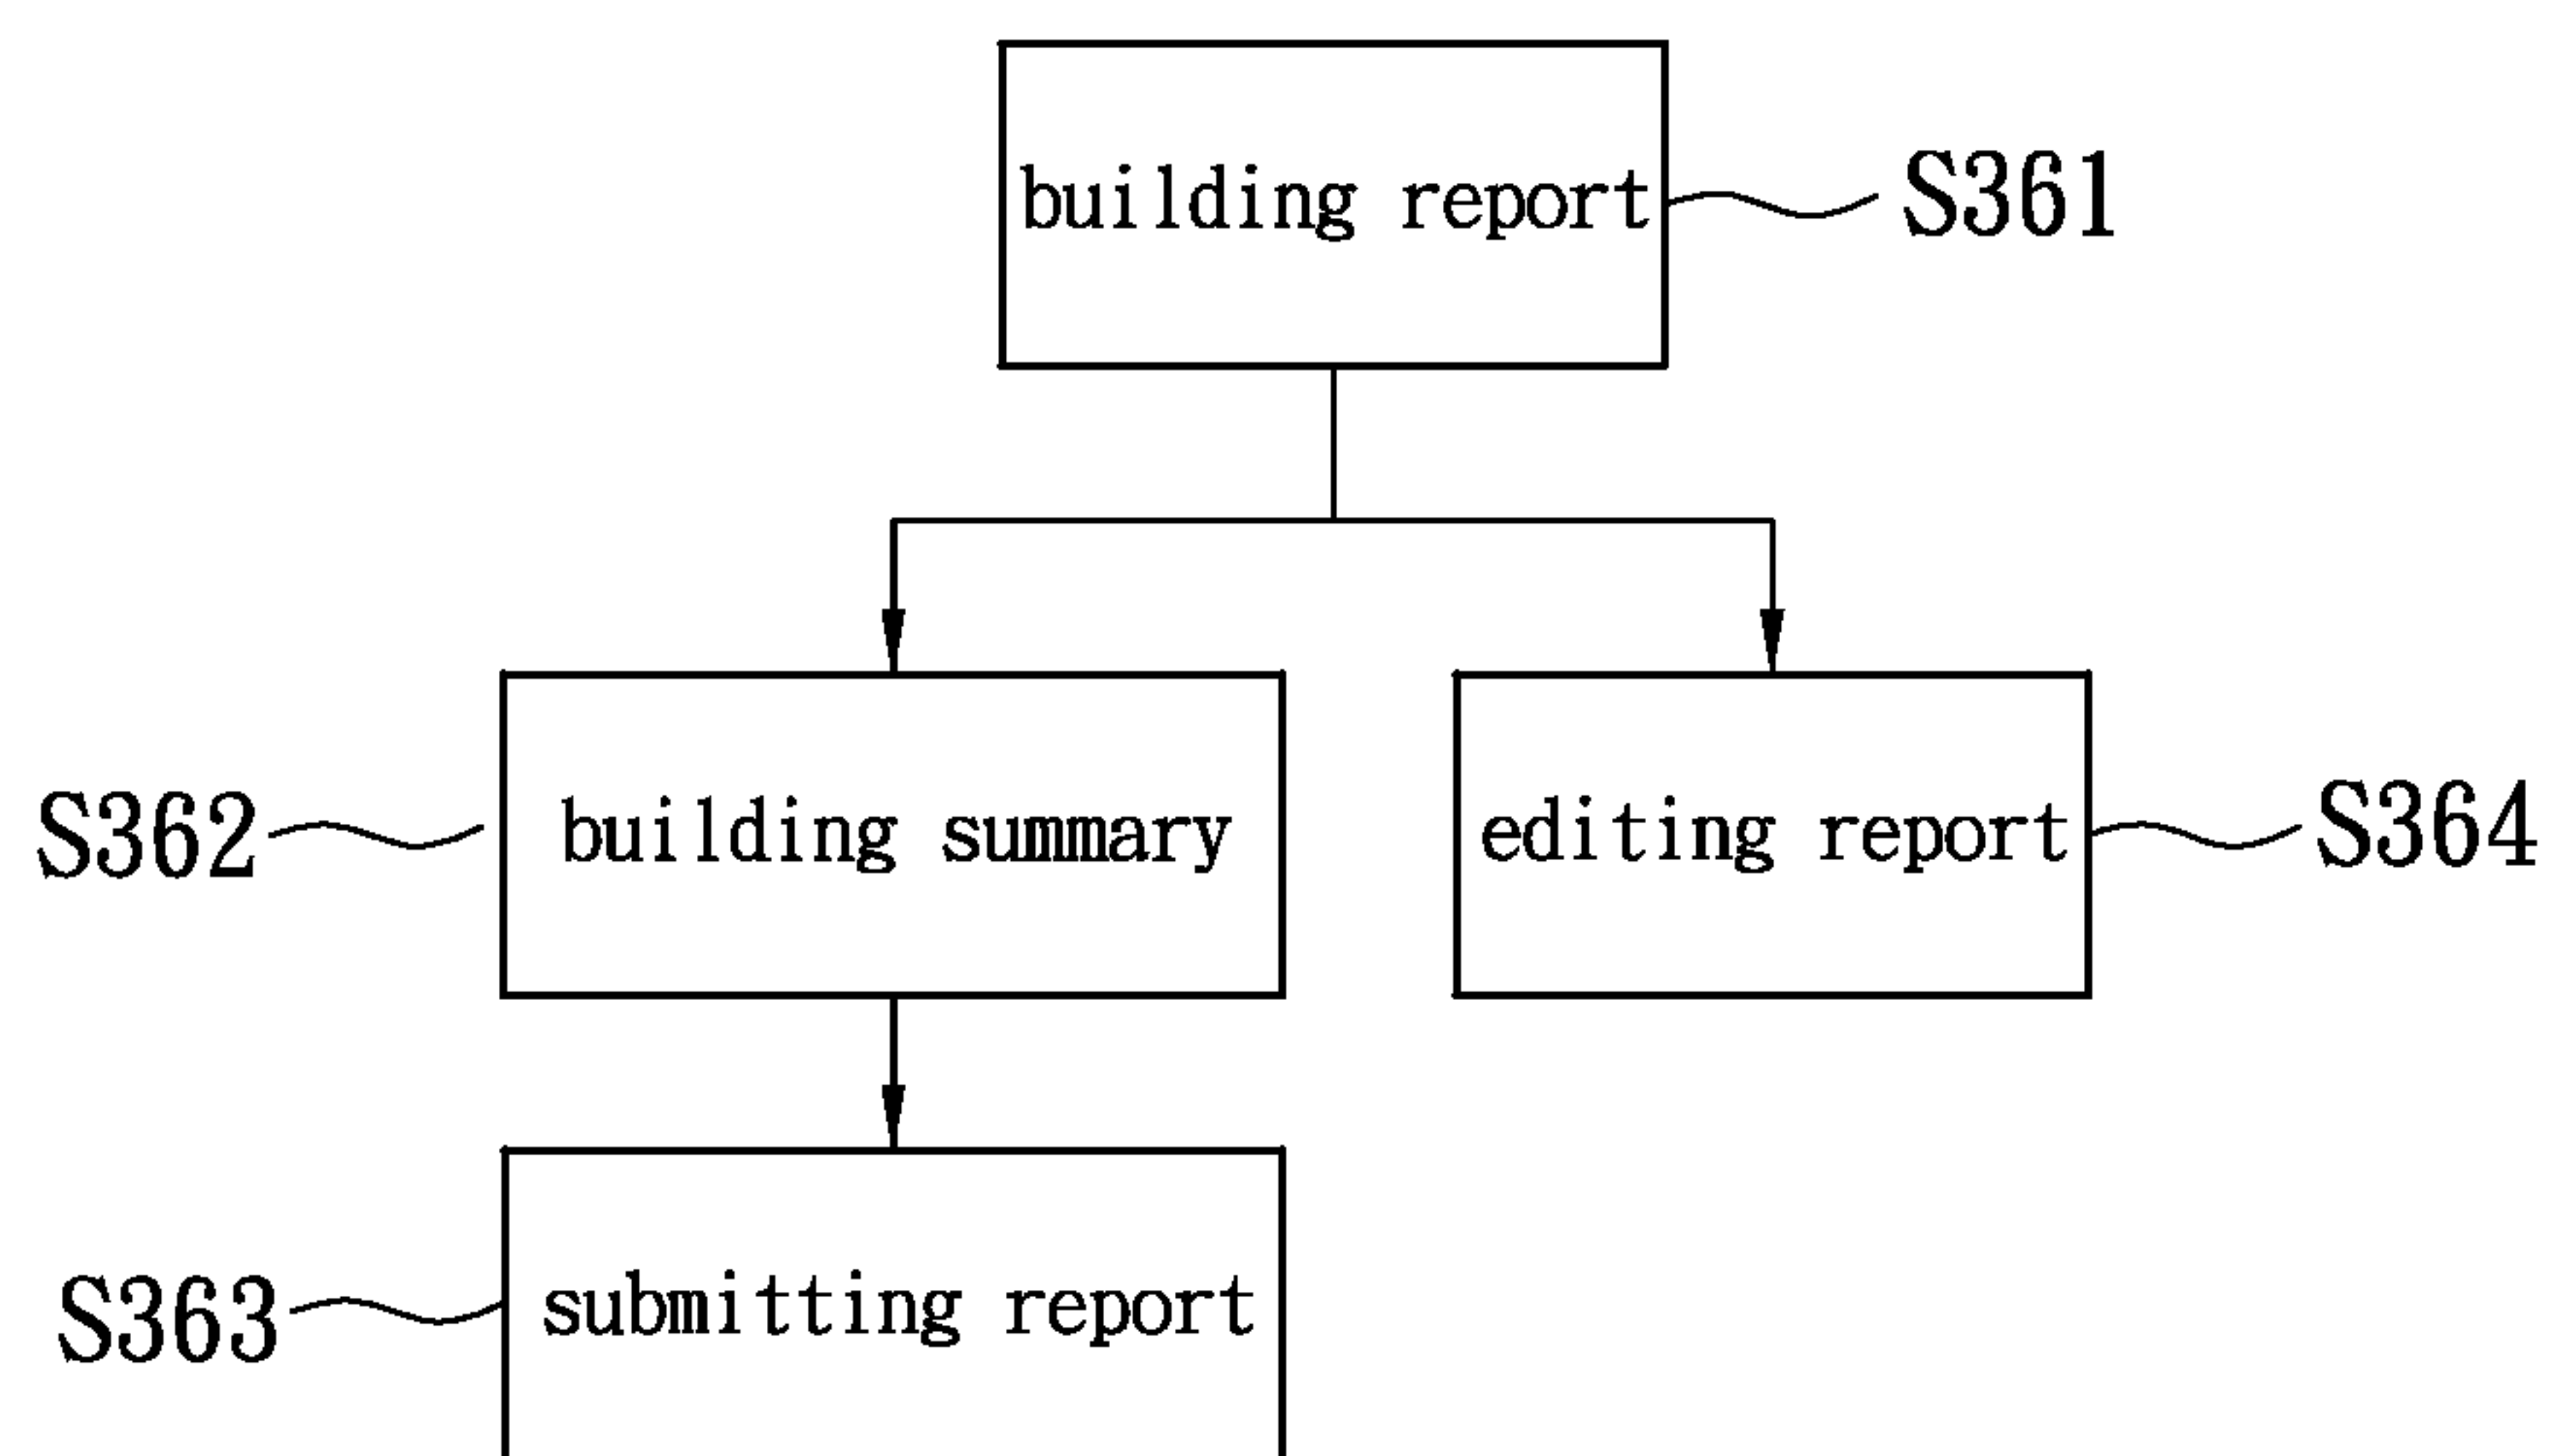 building report
S361
S362
building summary
editing report
S364
S363
submitting report